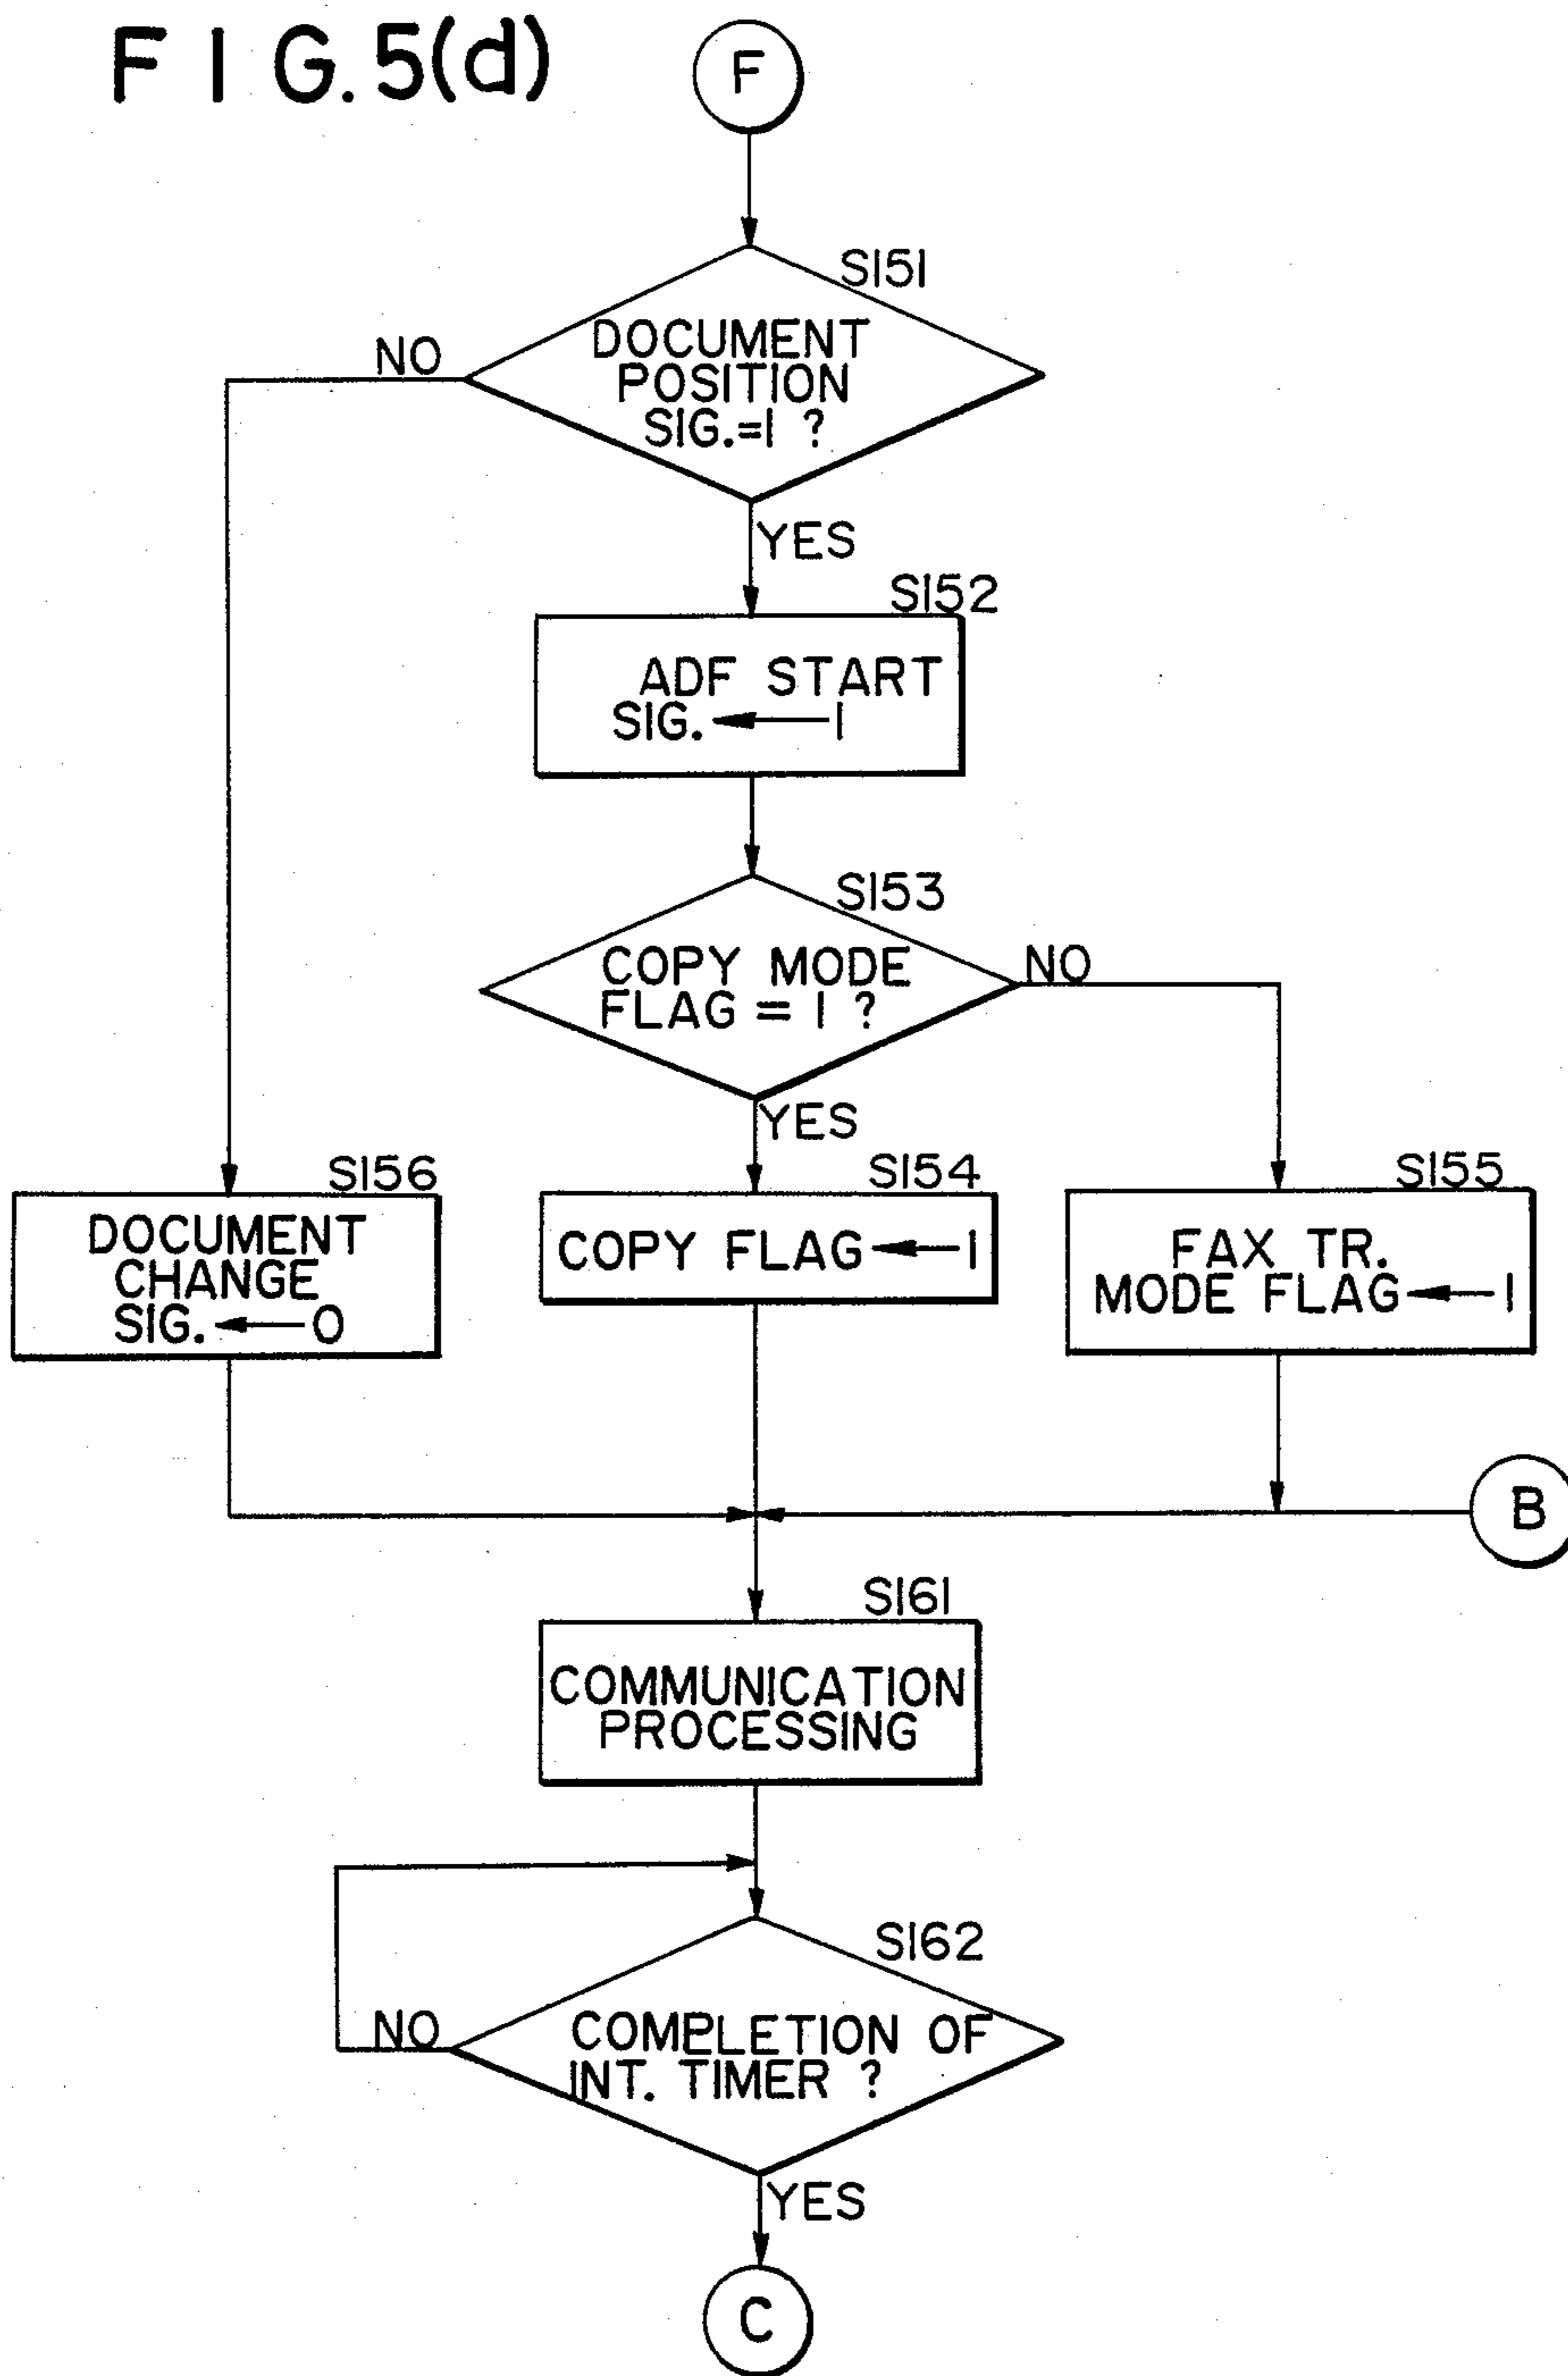 FIG. 5(d)
F
S151
DOCUMENT
POSITION
SIG.=1 ?
NO
YES
S152
ADF START
SIG. ← 1
S153
COPY MODE
FLAG = 1 ?
NO
YES
S156
DOCUMENT
CHANGE
SIG. ← 0
S154
COPY FLAG ← 1
S155
FAX TR.
MODE FLAG ← 1
B
S161
COMMUNICATION
PROCESSING
S162
COMPLETION OF
INT. TIMER ?
NO
YES
C